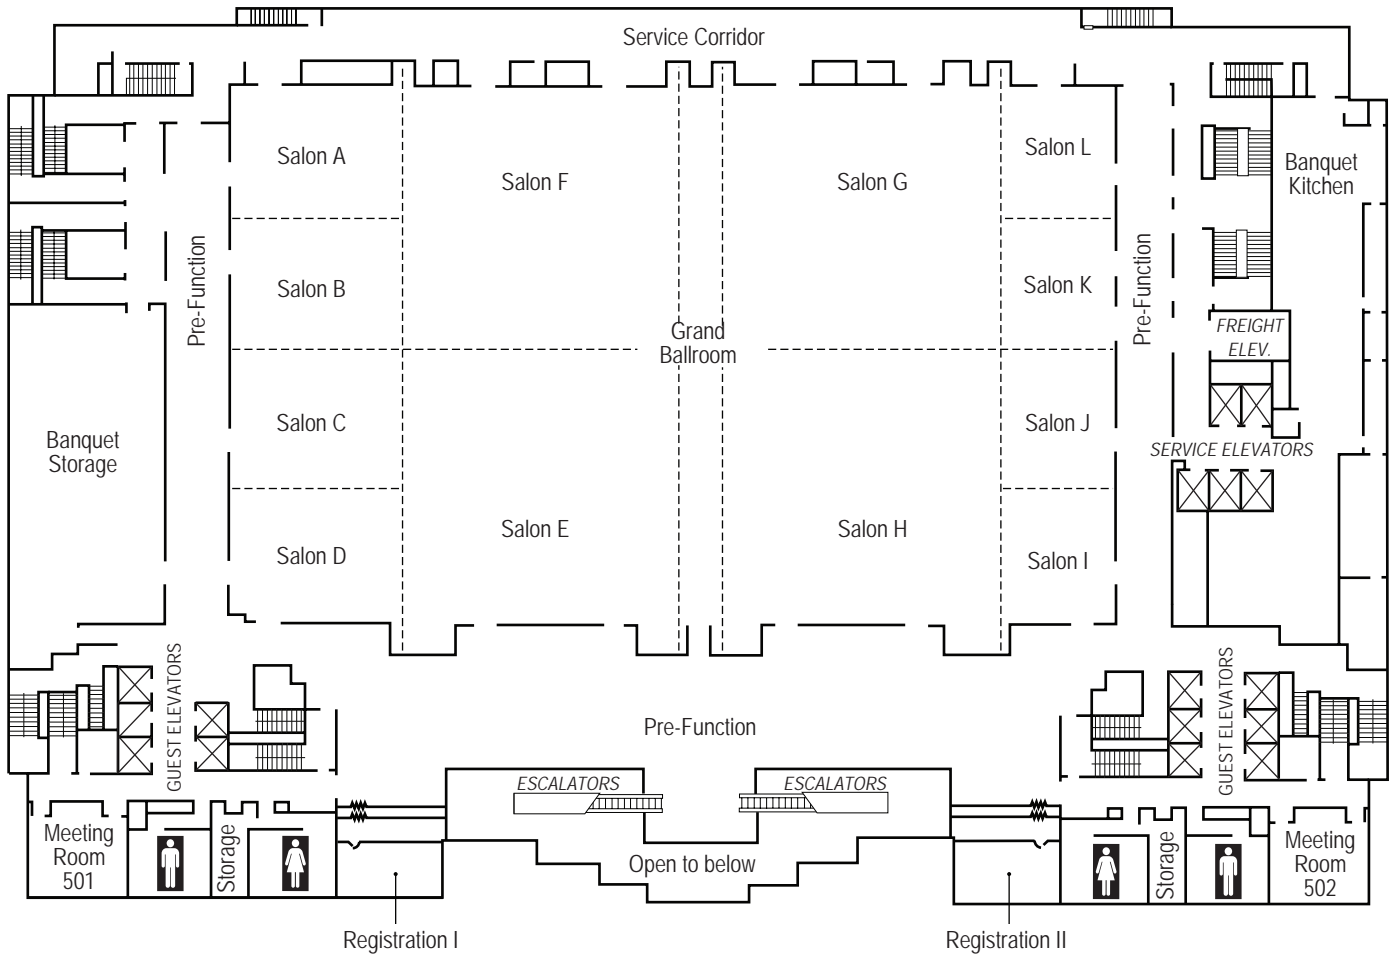 Service Corridor
Salon A
Salon F
Salon G
Salon L
Banquet
Kitchen
Pre-Function
Salon B
Salon K
Pre-Function
Grand
Ballroom
FREIGHT
ELEV.
Salon C
Salon J
Banquet
Storage
SERVICE ELEVATORS
Salon D
Salon E
Salon H
Salon I
GUEST ELEVATORS
Pre-Function
GUEST ELEVATORS
ESCALATORS
ESCALATORS
Meeting
Room
501
Storage
Open to below
Storage
Meeting
Room
502
Registration I
Registration II